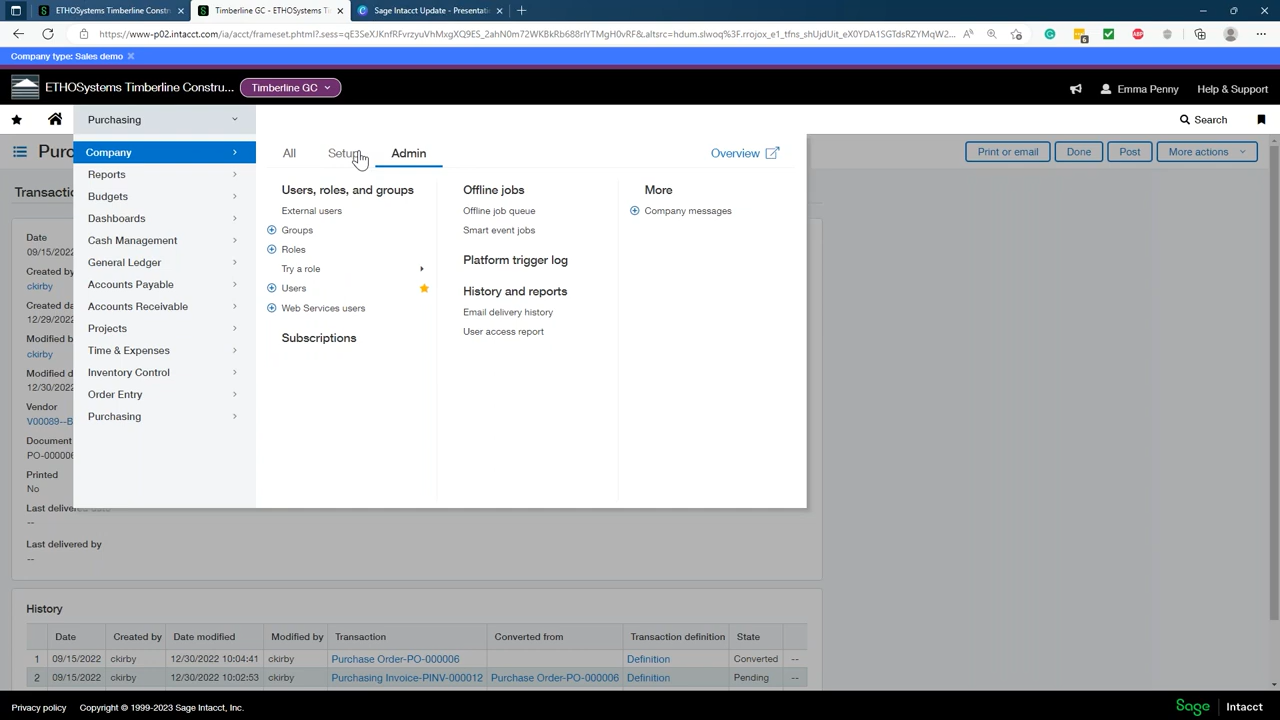 ETHOSystems Timberline Constru
Timberline GC - ETHOSystems Ti
Sage Intacct Update - Presentatio
https://www-p02.intacct.com/ia/acct/frameset.phtml?.sess=
Company type: Sales demo
ETHOSystems Timberline Constru...
Timberline GC
Emma Penny
Help & Support
Purchasing
Search
Purc
Print or email
Done
Post
More actions
Transaction
Date
09/15/2022
Created by
ckirby
Created da
12/29/2022
Modified b
ckirby
Modified d
12/30/2022
Vendor
V00089--B
Document
PO-000006
Printed
No
Last delivered
--
Last delivered by
--
Company
Reports
Budgets
Dashboards
Cash Management
General Ledger
Accounts Payable
Accounts Receivable
Projects
Time & Expenses
Inventory Control
Order Entry
Purchasing
All
Setup
Admin
Overview
Users, roles, and groups
External users
Groups
Roles
Try a role
Users
Web Services users
Subscriptions
Offline jobs
Offline job queue
Smart event jobs
Platform trigger log
History and reports
Email delivery history
User access report
More
Company messages
History
Date Created by Date modified Modified by Transaction Converted from Transaction definition State
1 09/15/2022 ckirby 12/30/2022 10:04:41 ckirby Purchase Order-PO-000006 Definition Converted --
2 09/15/2022 ckirby 12/30/2022 10:02:53 ckirby Purchasing Invoice-PINV-000012 Purchase Order-PO-000006 Definition Pending --
Privacy policy Copyright © 1999-2023 Sage Intacct, Inc.
Sage Intacct